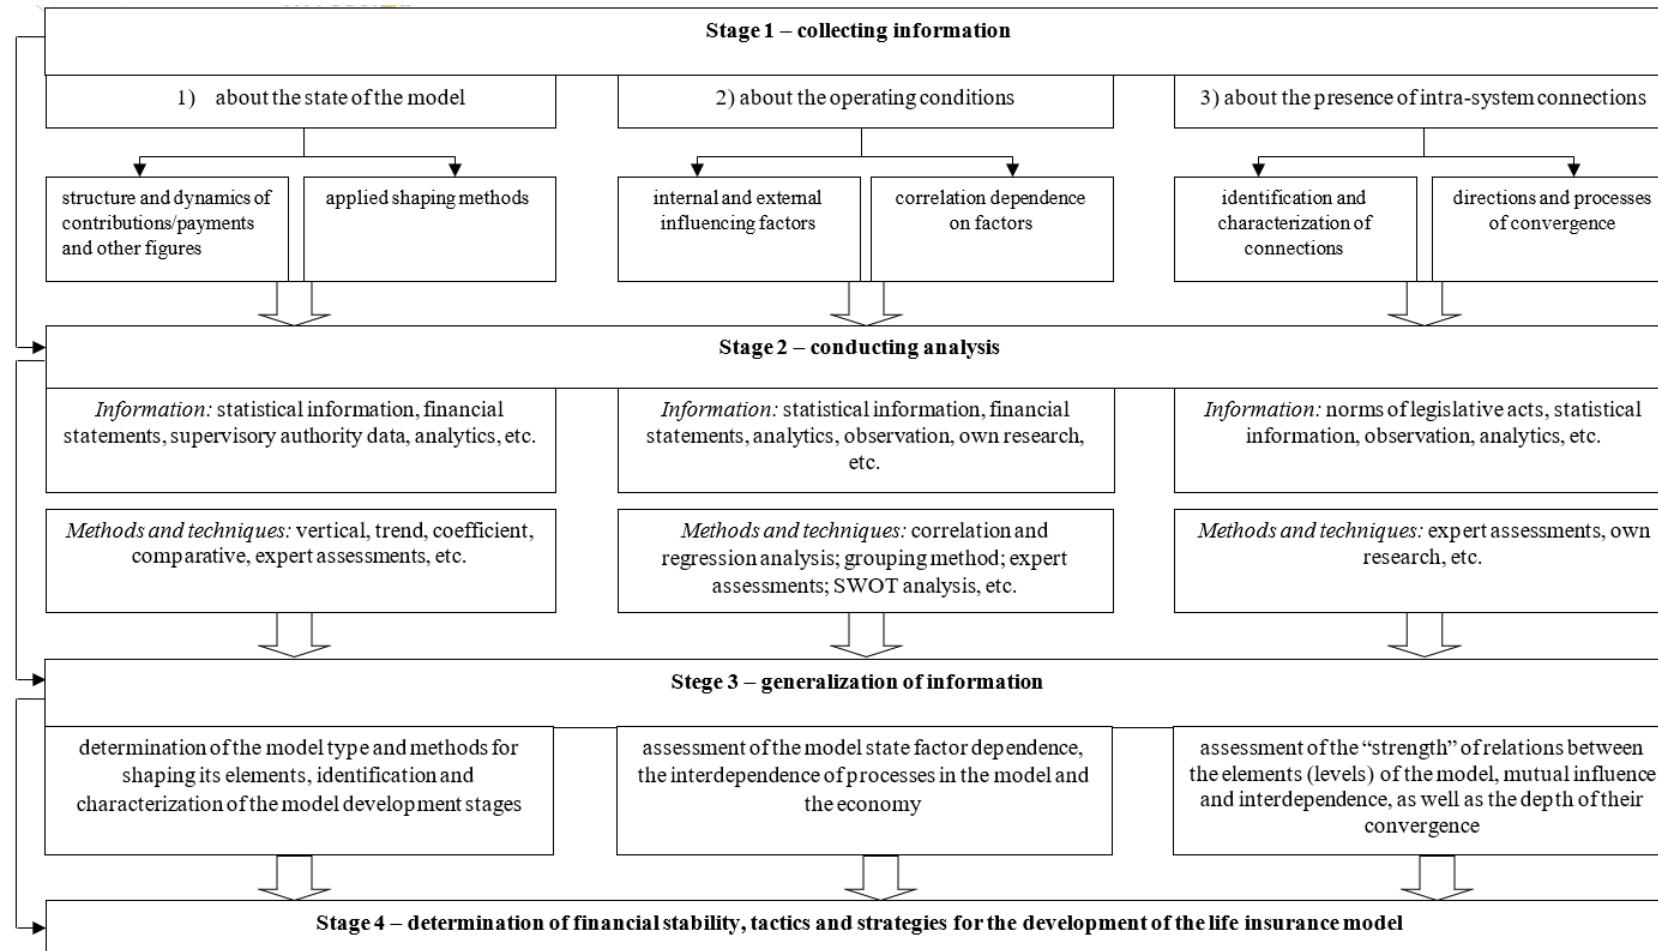 Stage 1 – collecting information
1) about the state of the model
2) about the operating conditions
3) about the presence of intra-system connections
structure and dynamics of
contributions/payments
and other figures
applied shaping methods
internal and external
influencing factors
correlation dependence
on factors
identification and
characterization of
connections
directions and processes
of convergence
Stage 2 – conducting analysis
Information: statistical information, financial
statements, supervisory authority data, analytics, etc.
Information: statistical information, financial
statements, analytics, observation, own research,
etc.
Information: norms of legislative acts, statistical
information, observation, analytics, etc.
Methods and techniques: vertical, trend, coefficient,
comparative, expert assessments, etc.
Methods and techniques: correlation and
regression analysis; grouping method; expert
assessments; SWOT analysis, etc.
Methods and techniques: expert assessments, own
research, etc.
Stege 3 – generalization of information
determination of the model type and methods for
shaping its elements, identification and
characterization of the model development stages
assessment of the model state factor dependence,
the interdependence of processes in the model and
the economy
assessment of the “strength” of relations between
the elements (levels) of the model, mutual influence
and interdependence, as well as the depth of their
convergence
Stage 4 – determination of financial stability, tactics and strategies for the development of the life insurance model